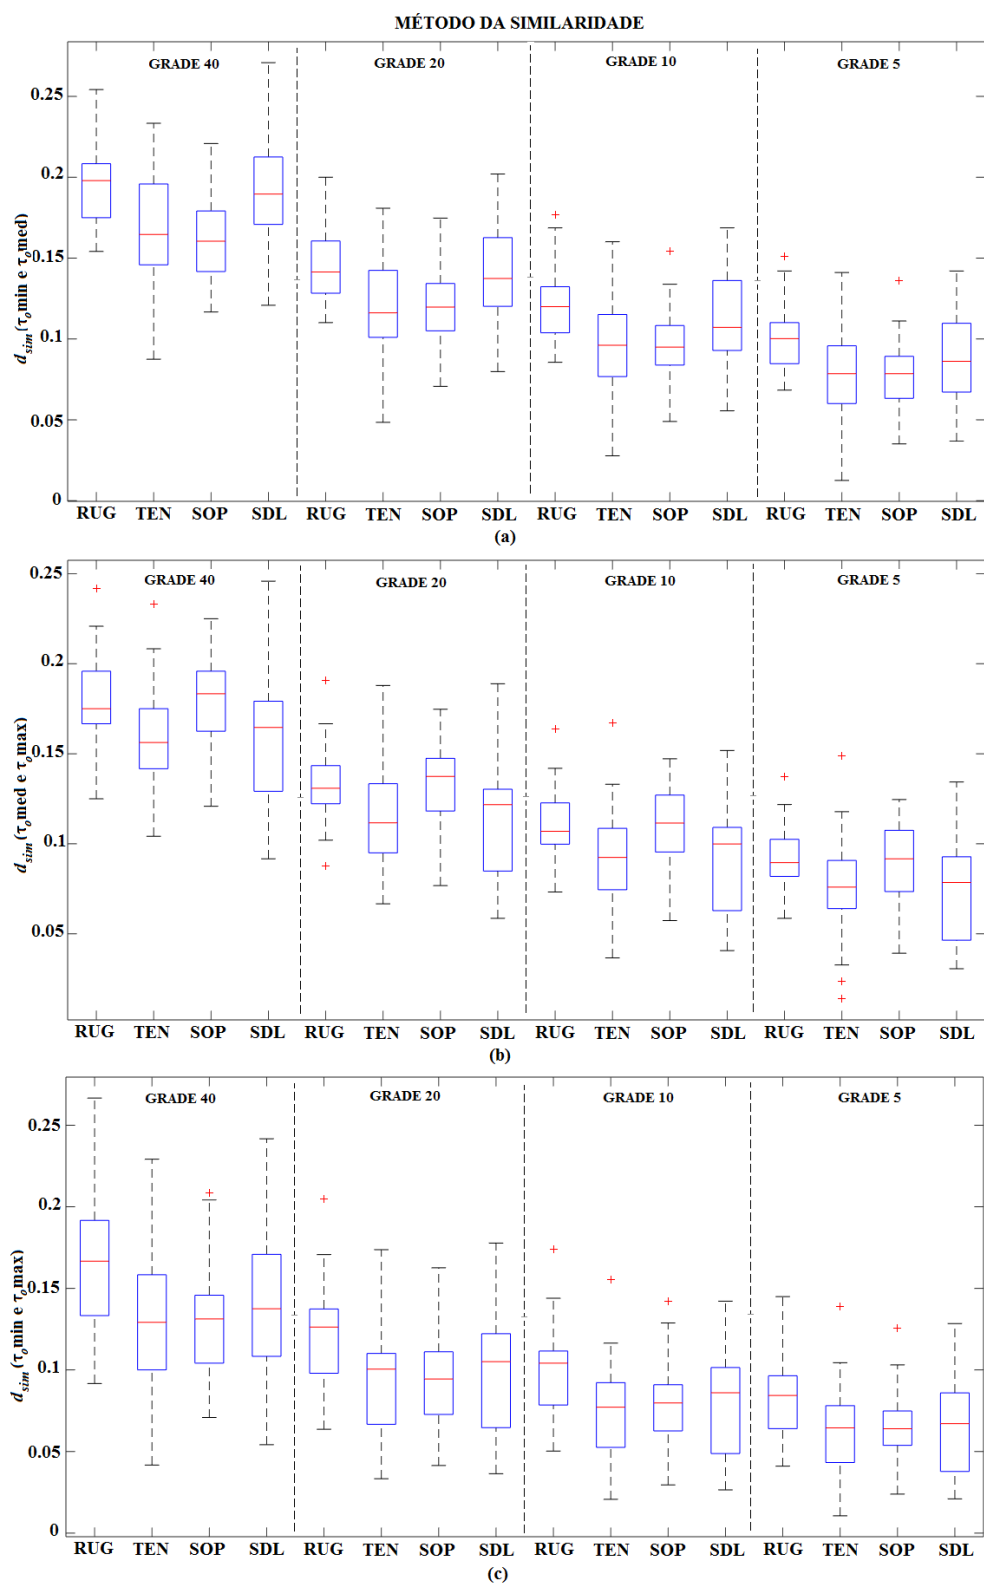 MÉTODO DA SIMILARIDADE
GRADE 40 GRADE 20 GRADE 10 GRADE 5
0.25
0.2
0.15
0.1
0.05
0
d_sim (τ_o min e τ_o med)
RUG TEN SOP SDL RUG TEN SOP SDL RUG TEN SOP SDL RUG TEN SOP SDL
(a)
GRADE 40 GRADE 20 GRADE 10 GRADE 5
0.25
0.2
0.15
0.1
0.05
d_sim (τ_o med e τ_o max)
RUG TEN SOP SDL RUG TEN SOP SDL RUG TEN SOP SDL RUG TEN SOP SDL
(b)
GRADE 40 GRADE 20 GRADE 10 GRADE 5
0.25
0.2
0.15
0.1
0.05
0
d_sim (τ_o min e τ_o max)
RUG TEN SOP SDL RUG TEN SOP SDL RUG TEN SOP SDL RUG TEN SOP SDL
(c)